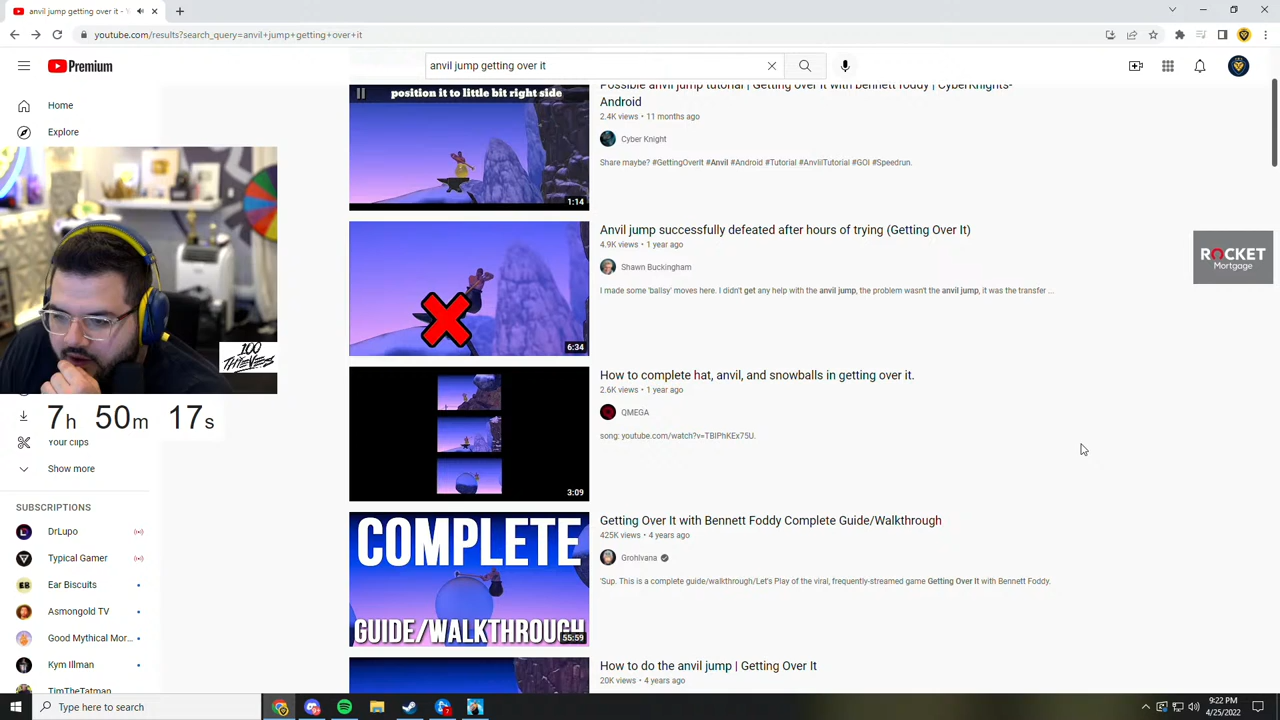 anvil jump getting over it - Y
youtube.com/results?search_query=anvil+jump+getting+over+it
Premium
anvil jump getting over it
Home
Explore
Your clips
Show more
SUBSCRIPTIONS
DrLupo
Typical Gamer
Ear Biscuits
Asmongold TV
Good Mythical Mor...
Kym Illman
TimTheTatman
100
THIEVES
7h 50m 17s
position it to little bit right side
1:14
Possible anvil jump tutorial | Getting over it with bennett foddy | CyberKnights-
Android
2.4K views • 11 months ago
Cyber Knight
Share maybe? #GettingOverIt #Anvil #Android #Tutorial #AnvilTutorial #GOI #Speedrun.
6:34
Anvil jump successfully defeated after hours of trying (Getting Over It)
4.9K views • 1 year ago
Shawn Buckingham
I made some 'ballsy' moves here. I didn't get any help with the anvil jump, the problem wasn't the anvil jump, it was the transfer ...
3:09
How to complete hat, anvil, and snowballs in getting over it.
2.6K views • 1 year ago
QMEGA
song: youtube.com/watch?v=TBIPhKEx75U.
COMPLETE
GUIDE/WALKTHROUGH
55:59
Getting Over It with Bennett Foddy Complete Guide/Walkthrough
425K views • 4 years ago
Grohlvana
'Sup. This is a complete guide/walkthrough/Let's Play of the viral, frequently-streamed game Getting Over It with Bennett Foddy.
How to do the anvil jump | Getting Over It
20K views • 4 years ago
ROCKET
Mortgage
Type here to search
9:22 PM
4/25/2022